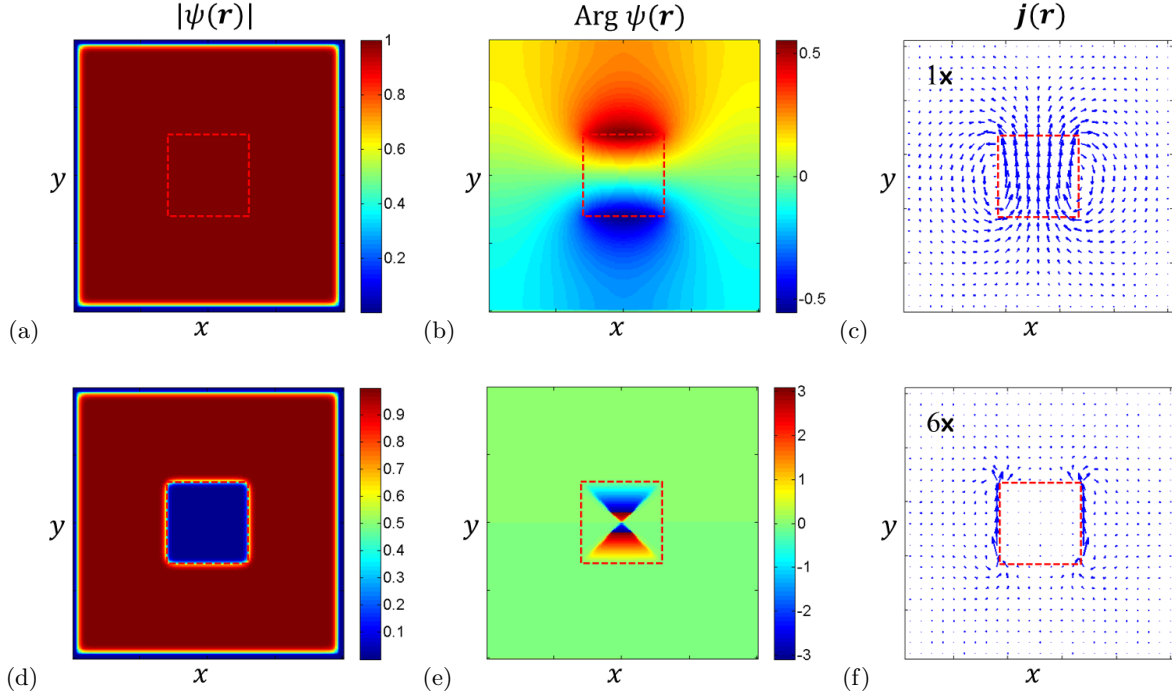 |ψ(r)|
Arg ψ(r)
j(r)
1
0.8
0.6
0.4
0.2
y
x
(a)
0.5
0
-0.5
y
x
(b)
1x
y
x
(c)
0.9
0.8
0.7
0.6
0.5
0.4
0.3
0.2
0.1
y
x
(d)
3
2
1
0
-1
-2
-3
y
x
(e)
6x
y
x
(f)